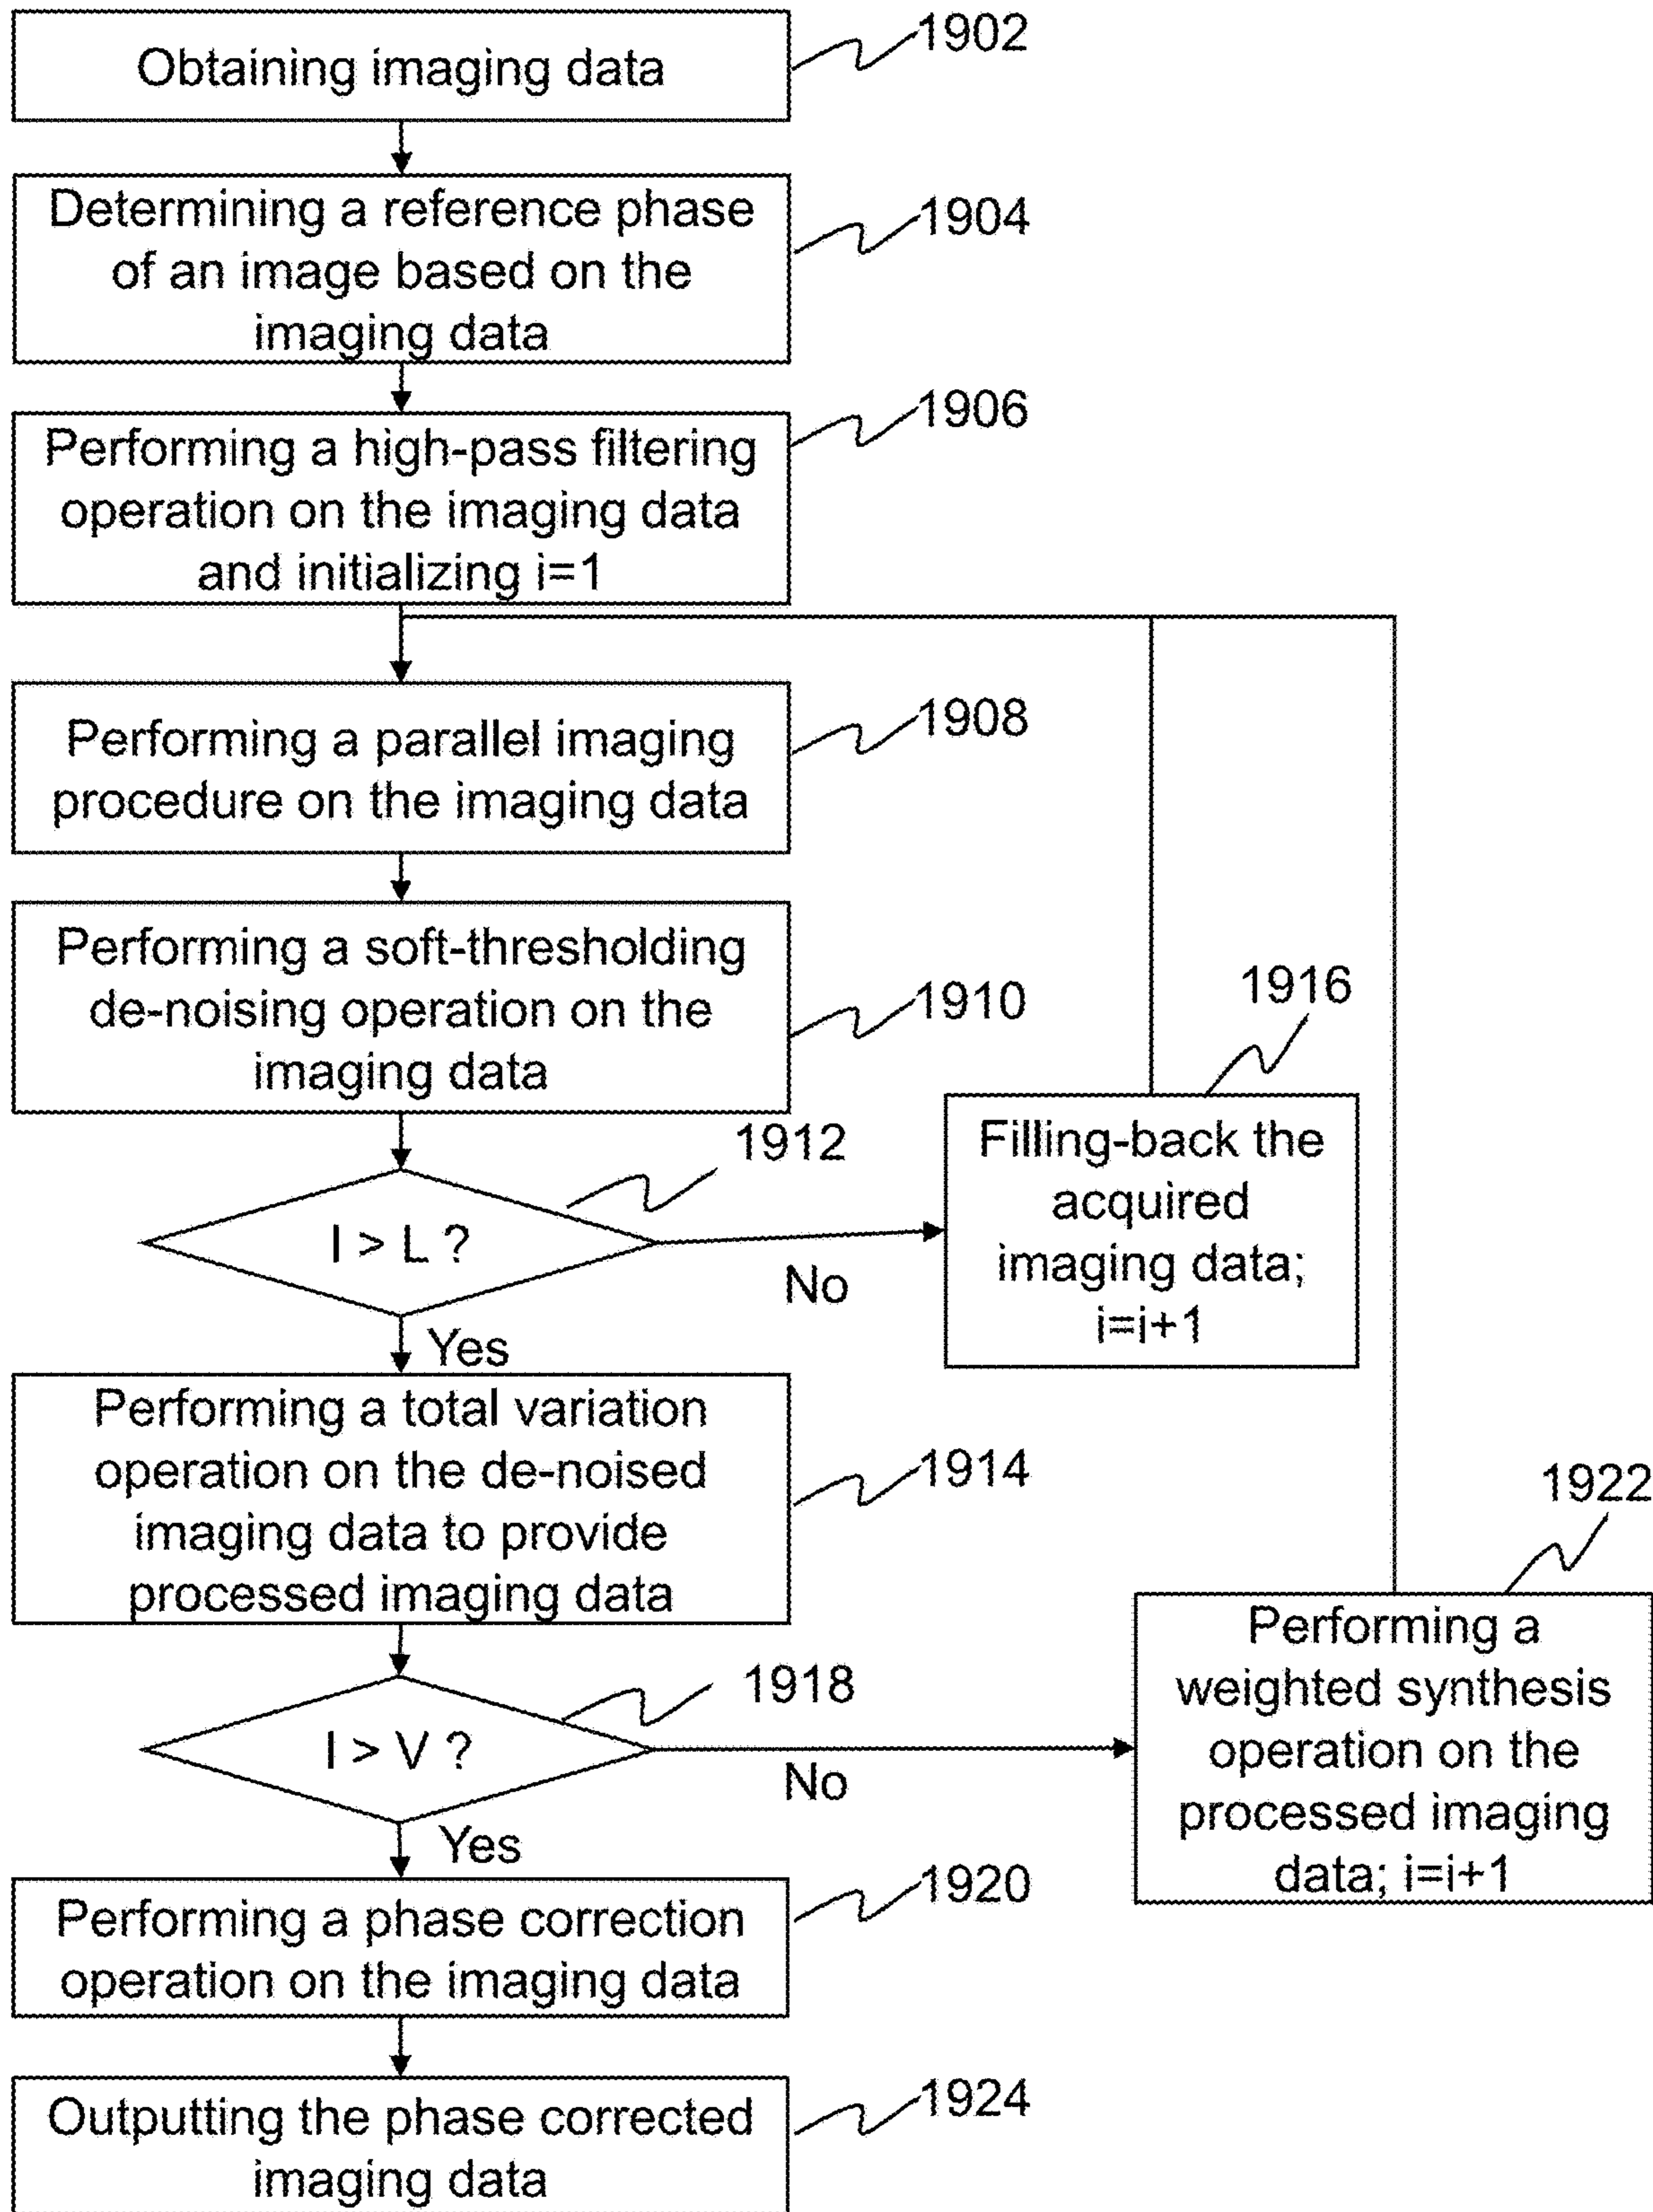 Obtaining imaging data
1902
Determining a reference phase
of an image based on the
imaging data
1904
Performing a high-pass filtering
operation on the imaging data
and initializing i=1
1906
Performing a parallel imaging
procedure on the imaging data
1908
Performing a soft-thresholding
de-noising operation on the
imaging data
1910
I > L ?
1912
No
Yes
Filling-back the
acquired
imaging data;
i=i+1
1916
Performing a total variation
operation on the de-noised
imaging data to provide
processed imaging data
1914
I > V ?
1918
No
Yes
Performing a
weighted synthesis
operation on the
processed imaging
data; i=i+1
1922
Performing a phase correction
operation on the imaging data
1920
Outputting the phase corrected
imaging data
1924